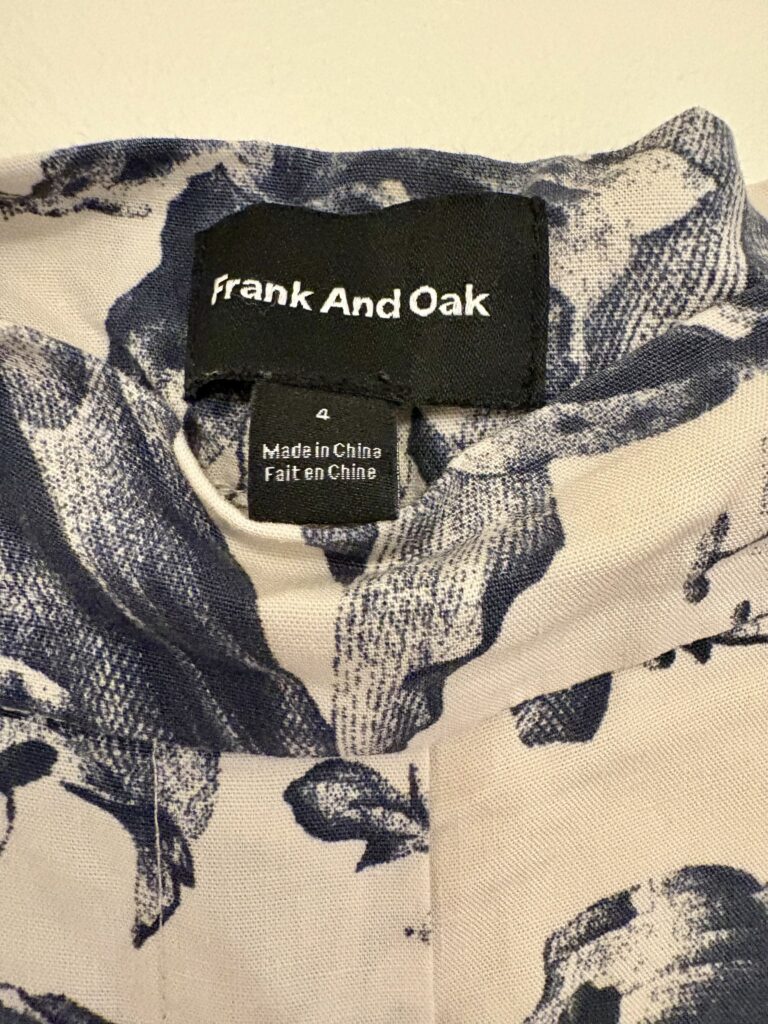 Frank And Oak
4
Made in China
Fait en Chine